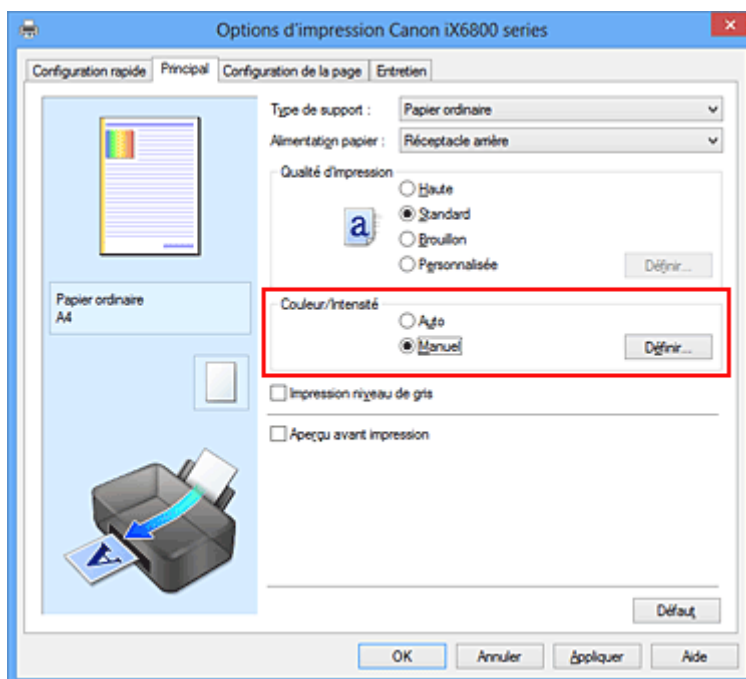 Options d'impression Canon iX6800 series
Configuration rapide Principal Configuration de la page Entretien
Type de support : Papier ordinaire
Alimentation papier : Réceptacle arrière
Qualité d'impression
Haute
a Standard
Brouillon
Personnalisée Définir...
Papier ordinaire
A4
Couleur/Intensité
Auto
Manuel Définir...
Impression niveau de gris
Aperçu avant impression
A
Défaut
OK Annuler Appliquer Aide